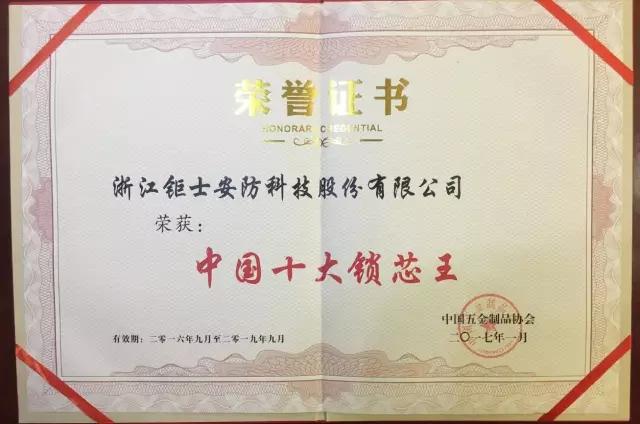 荣誉证书
HONORARY CREDENTIAL
浙江钜士安防科技股份有限公司
荣获：
中国十大锁芯王
中国五金制品协会
二〇一七年一月
有效期：二〇一六年九月至二〇一九年九月